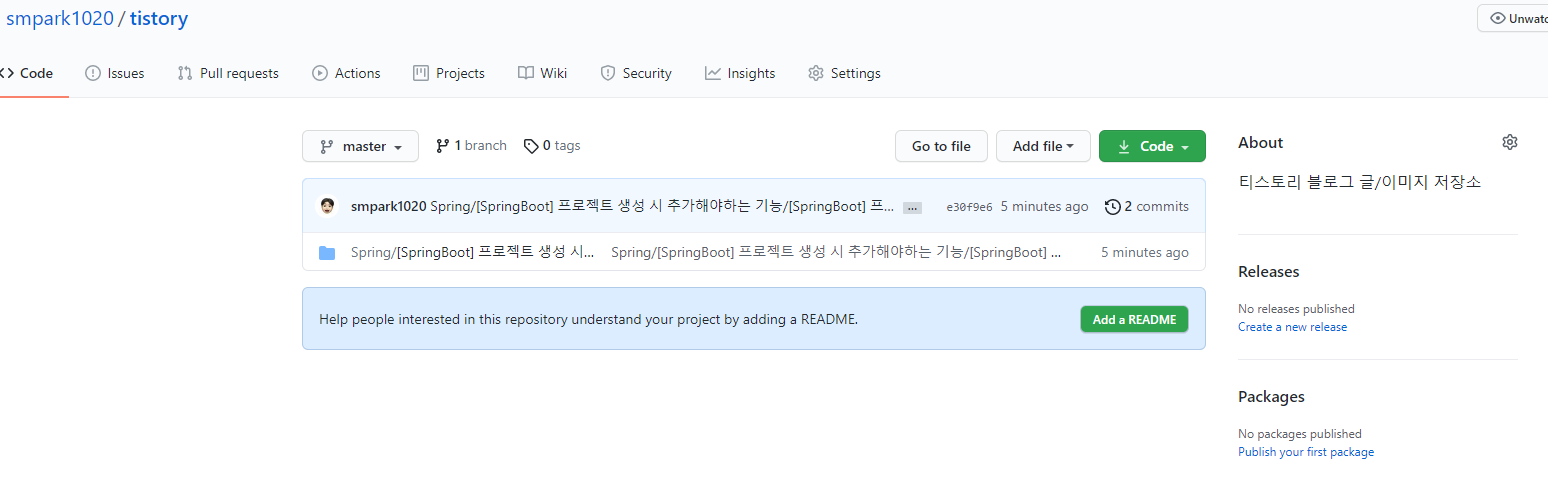 smpark1020 / tistory
Unwatc
Code Issues Pull requests Actions Projects Wiki Security Insights Settings
master 1 branch 0 tags Go to file Add file Code
smpark1020 Spring/[SpringBoot] 프로젝트 생성 시 추가해야하는 기능/[SpringBoot] 프... ... e30f9e6 5 minutes ago 2 commits
Spring/[SpringBoot] 프로젝트 생성 시... Spring/[SpringBoot] 프로젝트 생성 시 추가해야하는 기능/[SpringBoot] ... 5 minutes ago
Help people interested in this repository understand your project by adding a README. Add a README
About
티스토리 블로그 글/이미지 저장소
Releases
No releases published
Create a new release
Packages
No packages published
Publish your first package